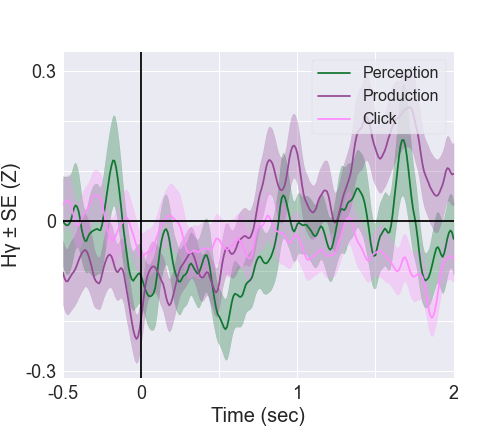 Perception
Production
Click
0.3
0
-0.3
Hγ ± SE (Z)
-0.5
0
1
2
Time (sec)